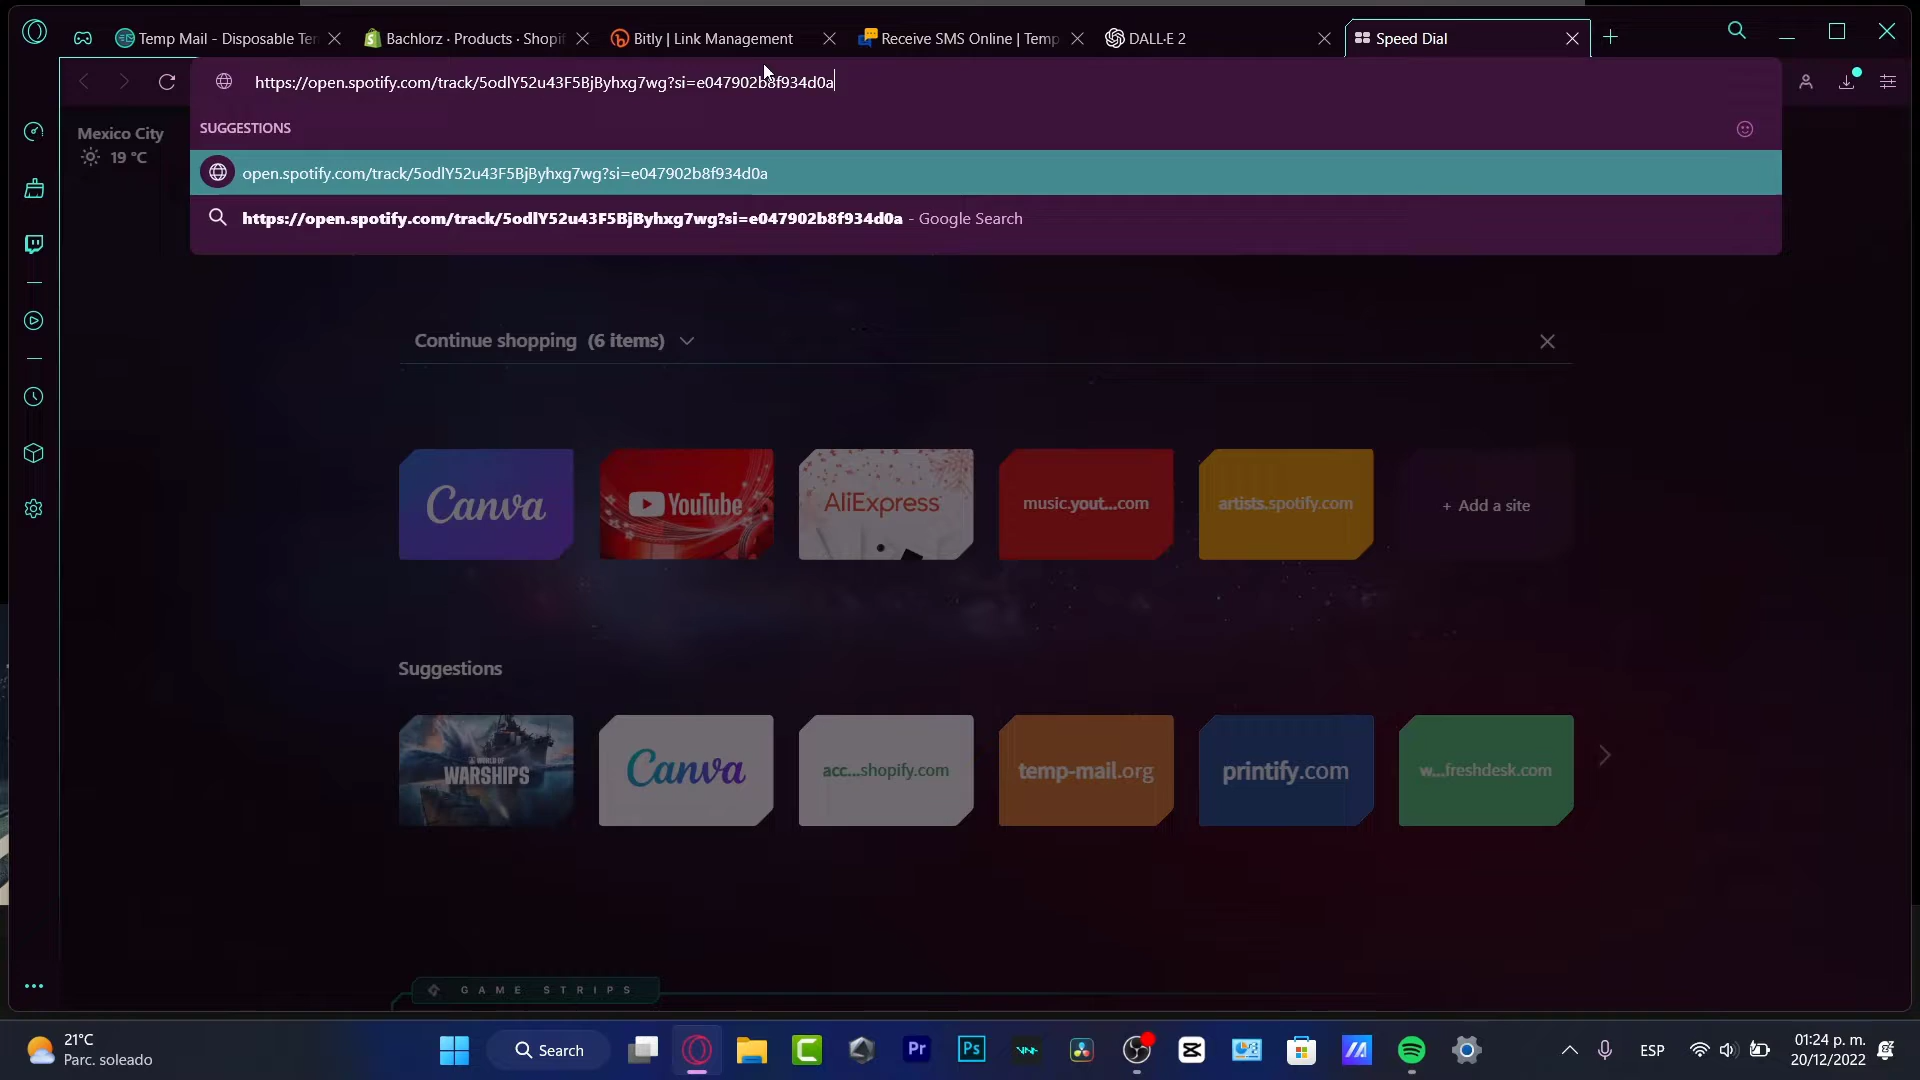 Temp Mail - Disposable Ter
Bachlorz · Products · Shopif
Bitly | Link Management
Receive SMS Online | Temp
DALL·E 2
Speed Dial
https://open.spotify.com/track/5odlY52u43F5BjByhxg7wg?si=e047902b8f934d0a
Mexico City
19 °C
SUGGESTIONS
open.spotify.com/track/5odlY52u43F5BjByhxg7wg?si=e047902b8f934d0a
https://open.spotify.com/track/5odlY52u43F5BjByhxg7wg?si=e047902b8f934d0a - Google Search
Continue shopping (6 items)
Canva
YouTube
AliExpress
music.yout...com
artists.spotify.com
+ Add a site
Suggestions
WORLD OF
WARSHIPS
Canva
acc...shopify.com
temp-mail.org
printify.com
w...freshdesk.com
GAME STRIPS
21°C
Parc. soleado
Search
Pr
Ps
ESP
01:24 p. m.
20/12/2022